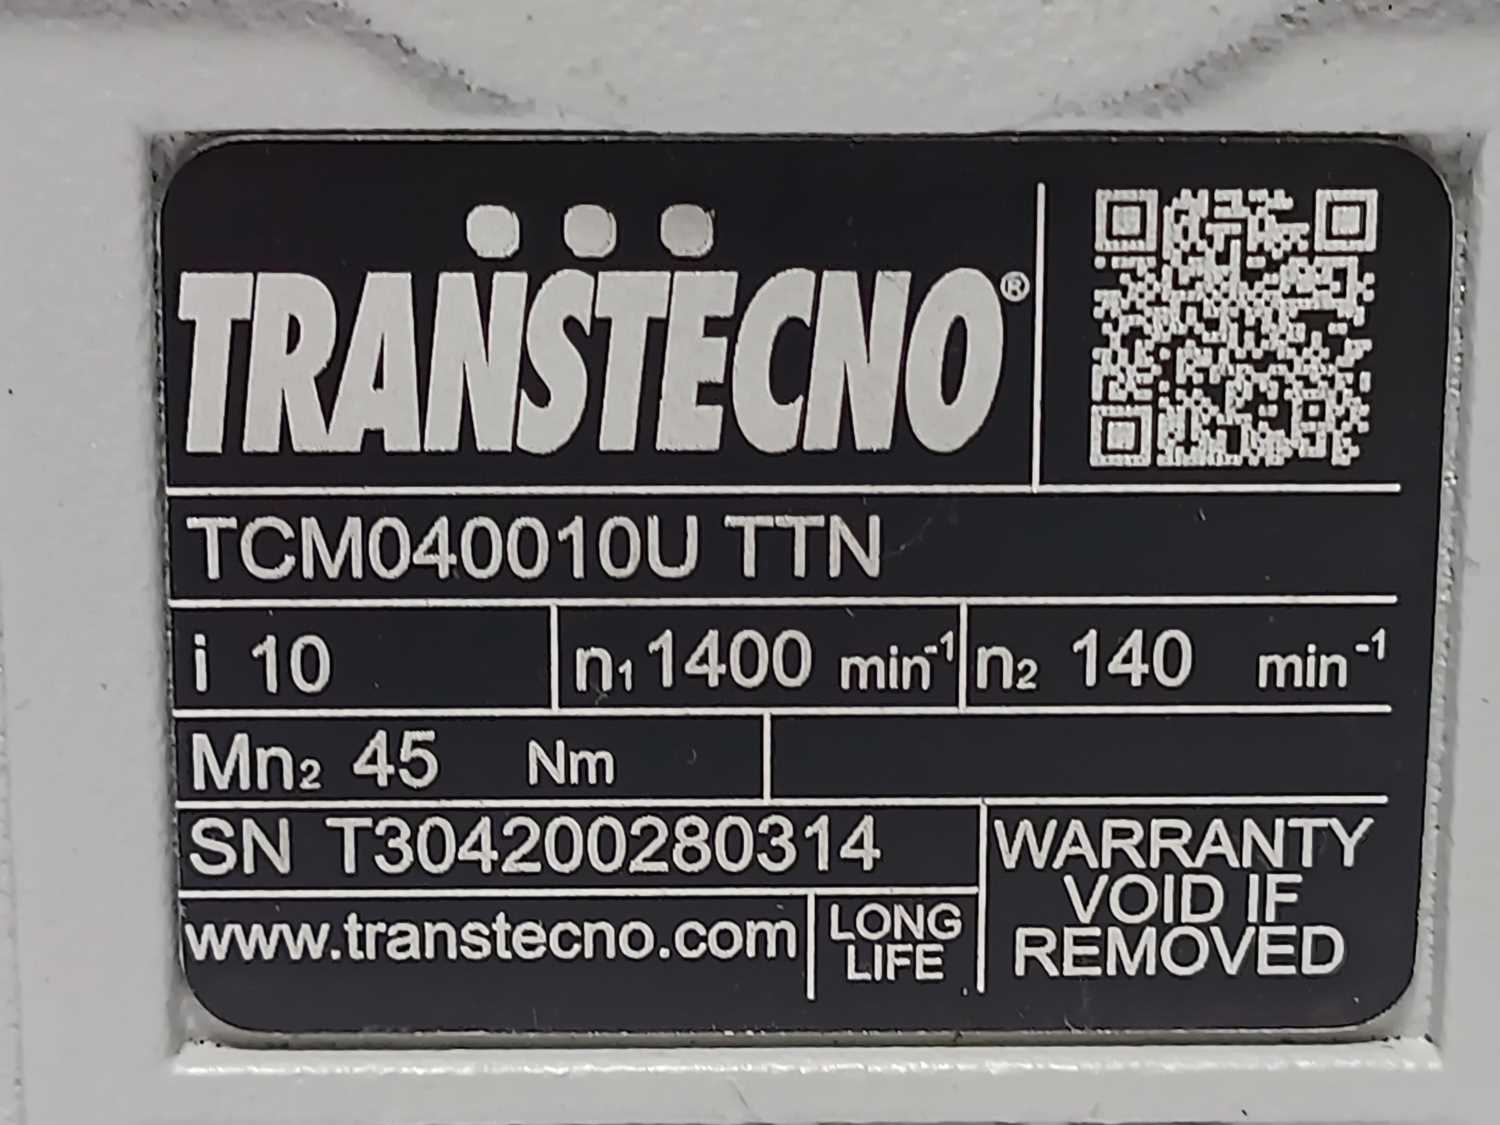 TRANSTECNO®
TCM040010U TTN
i 10 n₁ 1400 min⁻¹ n₂ 140 min⁻¹
Mn₂ 45 Nm
SN T304200280314
WARRANTY
VOID IF
REMOVED
www.transtecno.com
LONG
LIFE